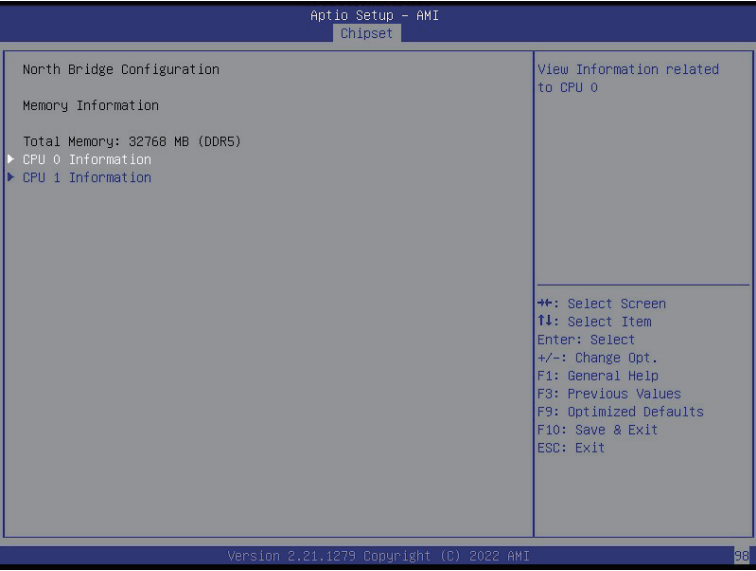 Aptio Setup – AMI
Chipset
North Bridge Configuration
Memory Information
Total Memory: 32768 MB (DDR5)
CPU 0 Information
CPU 1 Information
View Information related
to CPU 0
→←: Select Screen
↑↓: Select Item
Enter: Select
+/-: Change Opt.
F1: General Help
F3: Previous Values
F9: Optimized Defaults
F10: Save & Exit
ESC: Exit
Version 2.21.1279 Copyright (C) 2022 AMI
98